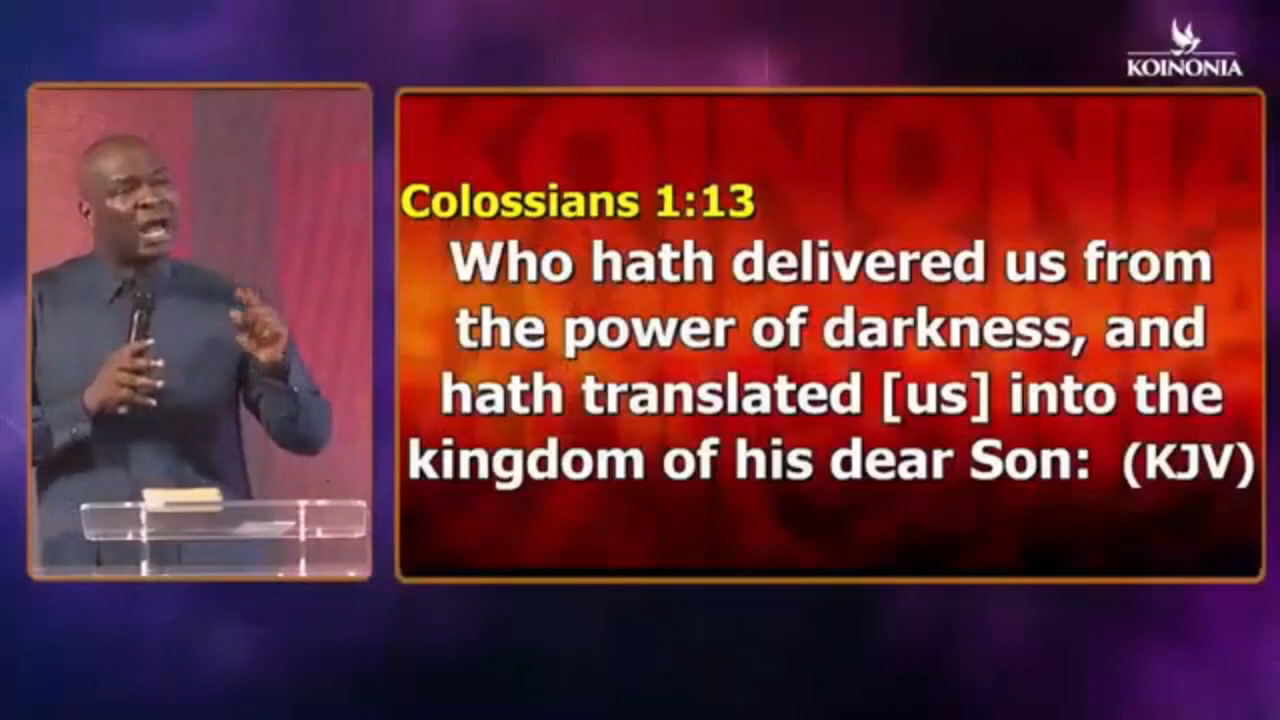 KOINONIA
Colossians 1:13
Who hath delivered us from
the power of darkness, and
hath translated [us] into the
kingdom of his dear Son: (KJV)